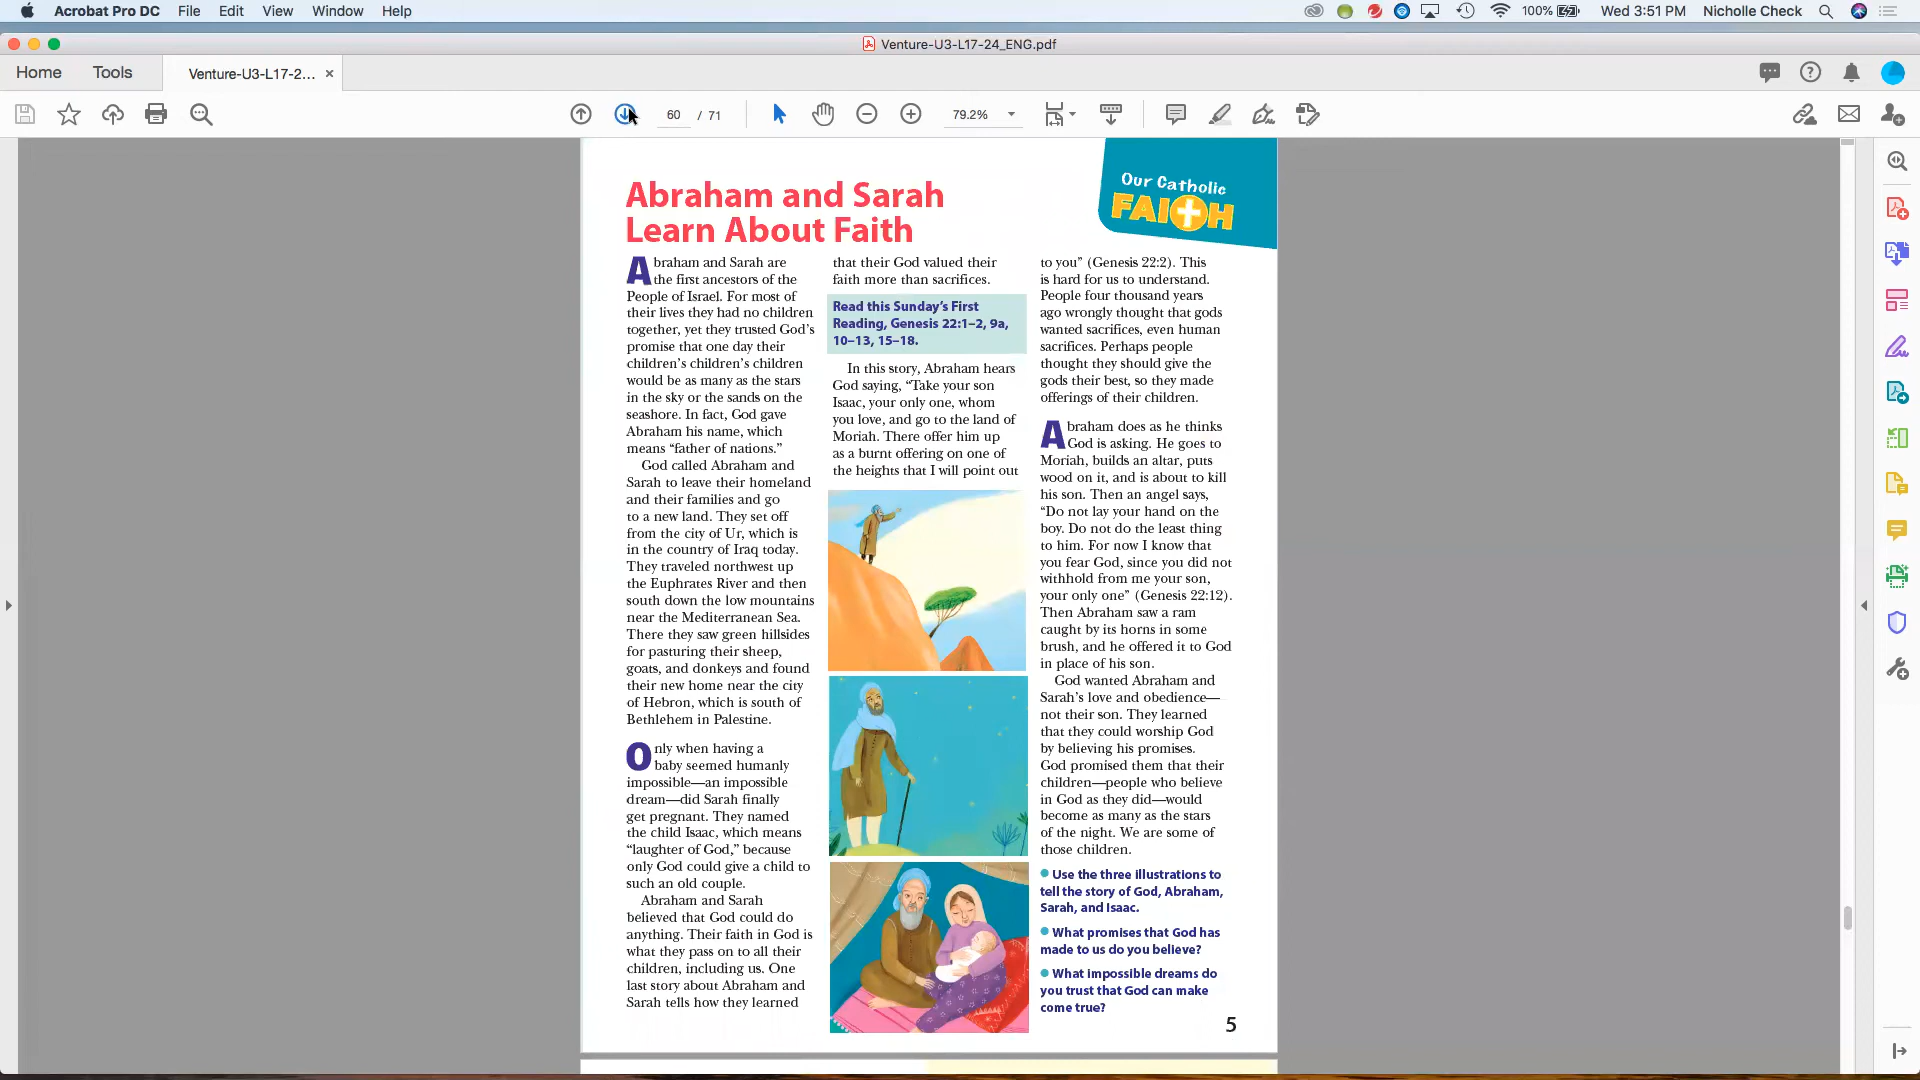 Acrobat Pro DC File Edit View Window Help
100% Wed 3:51 PM Nicholle Check
Venture-U3-L17-24_ENG.pdf
Home Tools Venture-U3-L17-2... ×
60 / 71 79.2%
Abraham and Sarah
Learn About Faith
Our Catholic
FAITH
Abraham and Sarah are
the first ancestors of the
People of Israel. For most of
their lives they had no children
together, yet they trusted God’s
promise that one day their
children’s children’s children
would be as many as the stars
in the sky or the sands on the
seashore. In fact, God gave
Abraham his name, which
means “father of nations.”
God called Abraham and
Sarah to leave their homeland
and their families and go
to a new land. They set off
from the city of Ur, which is
in the country of Iraq today.
They traveled northwest up
the Euphrates River and then
south down the low mountains
near the Mediterranean Sea.
There they saw green hillsides
for pasturing their sheep,
goats, and donkeys and found
their new home near the city
of Hebron, which is south of
Bethlehem in Palestine.
Only when having a
baby seemed humanly
impossible—an impossible
dream—did Sarah finally
get pregnant. They named
the child Isaac, which means
“laughter of God,” because
only God could give a child to
such an old couple.
Abraham and Sarah
believed that God could do
anything. Their faith in God is
what they pass on to all their
children, including us. One
last story about Abraham and
Sarah tells how they learned
that their God valued their
faith more than sacrifices.
Read this Sunday’s First
Reading, Genesis 22:1–2, 9a,
10–13, 15–18.
In this story, Abraham hears
God saying, “Take your son
Isaac, your only one, whom
you love, and go to the land of
Moriah. There offer him up
as a burnt offering on one of
the heights that I will point out
to you” (Genesis 22:2). This
is hard for us to understand.
People four thousand years
ago wrongly thought that gods
wanted sacrifices, even human
sacrifices. Perhaps people
thought they should give the
gods their best, so they made
offerings of their children.
Abraham does as he thinks
God is asking. He goes to
Moriah, builds an altar, puts
wood on it, and is about to kill
his son. Then an angel says,
“Do not lay your hand on the
boy. Do not do the least thing
to him. For now I know that
you fear God, since you did not
withhold from me your son,
your only one” (Genesis 22:12).
Then Abraham saw a ram
caught by its horns in some
brush, and he offered it to God
in place of his son.
God wanted Abraham and
Sarah’s love and obedience—
not their son. They learned
that they could worship God
by believing his promises.
God promised them that their
children—people who believe
in God as they did—would
become as many as the stars
of the night. We are some of
those children.
● Use the three illustrations to
tell the story of God, Abraham,
Sarah, and Isaac.
● What promises that God has
made to us do you believe?
● What impossible dreams do
you trust that God can make
come true?
5